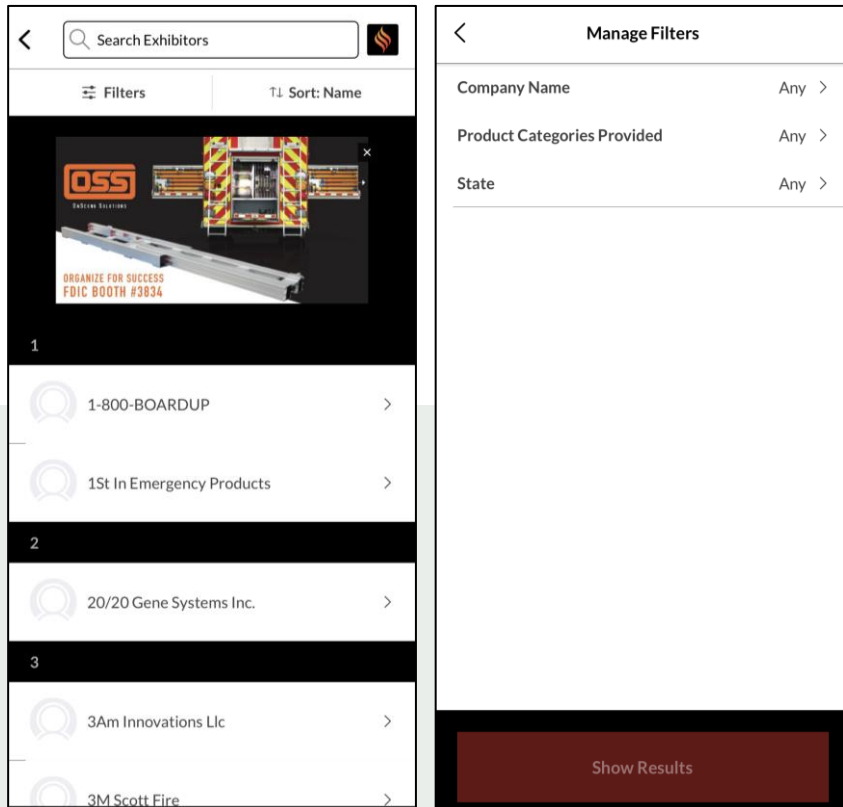 Search Exhibitors
Filters
Sort: Name
OSS
OnScene Solutions
ORGANIZE FOR SUCCESS
FDIC BOOTH #3834
1
1-800-BOARDUP
1St In Emergency Products
2
20/20 Gene Systems Inc.
3
3Am Innovations Llc
3M Scott Fire
Manage Filters
Company Name Any
Product Categories Provided Any
State Any
Show Results